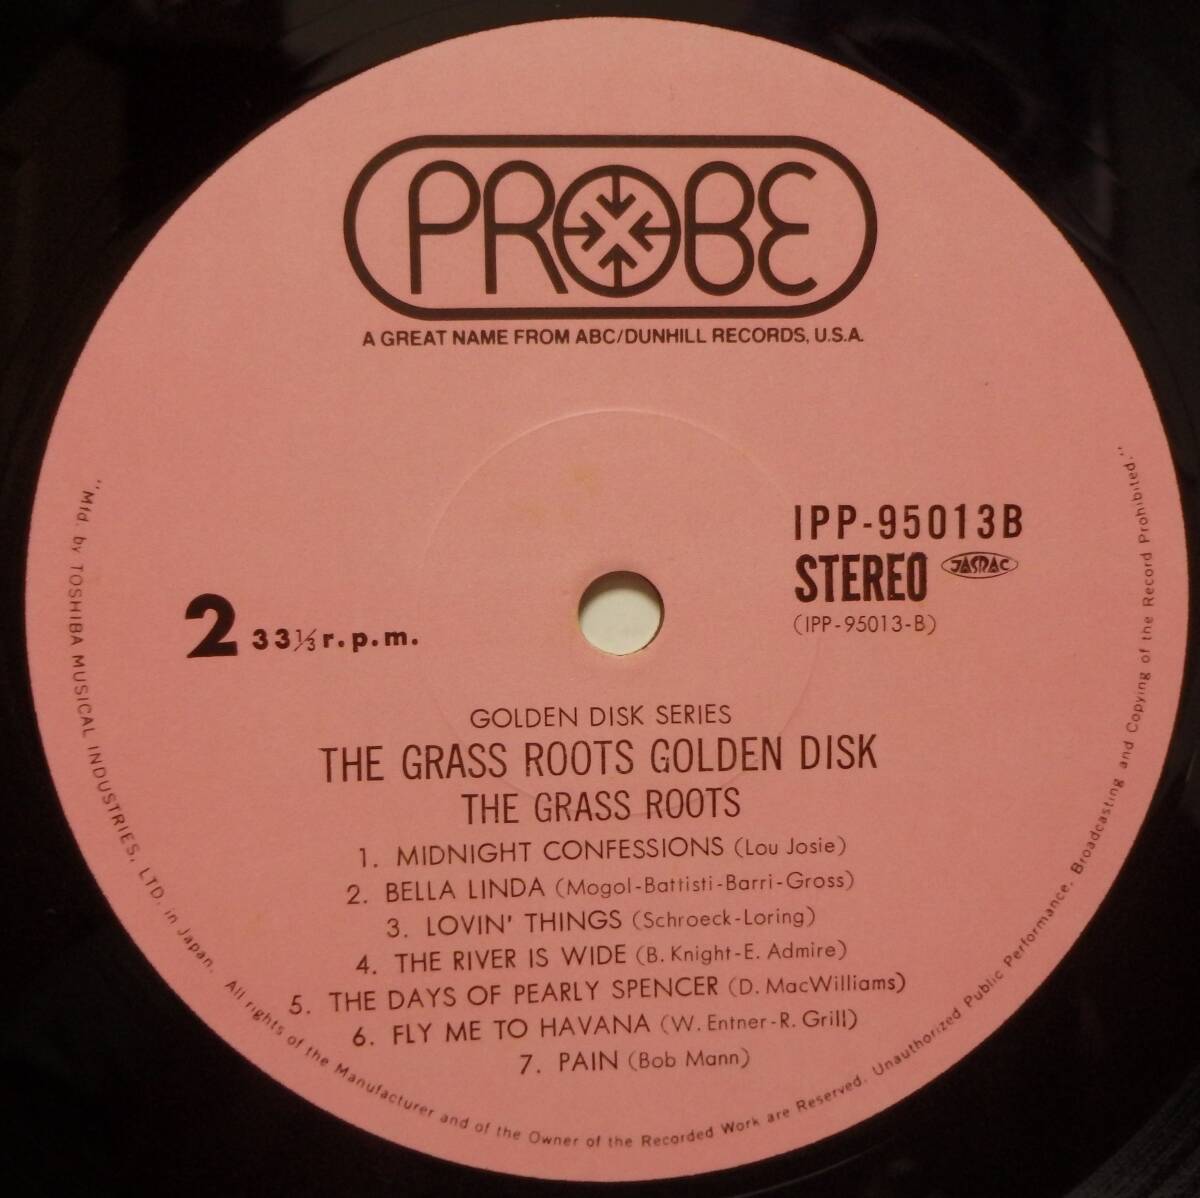 PROBE
A GREAT NAME FROM ABC/DUNHILL RECORDS, U.S.A.
IPP-95013B
STEREO JASRAC
(IPP-95013-B)
2 33⅓ r.p.m.
GOLDEN DISK SERIES
THE GRASS ROOTS GOLDEN DISK
THE GRASS ROOTS
1. MIDNIGHT CONFESSIONS (Lou Josie)
2. BELLA LINDA (Mogol-Battisti-Barri-Gross)
3. LOVIN' THINGS (Schroeck-Loring)
4. THE RIVER IS WIDE (B. Knight-E. Admire)
5. THE DAYS OF PEARLY SPENCER (D. MacWilliams)
6. FLY ME TO HAVANA (W. Entner-R. Grill)
7. PAIN (Bob Mann)
"Mfd. by TOSHIBA MUSICAL INDUSTRIES, LTD. in Japan. All rights of the Manufacturer and of the Owner of the Recorded Work are Reserved. Unauthorized Public Performance, Broadcasting and Copying of the Record Prohibited."